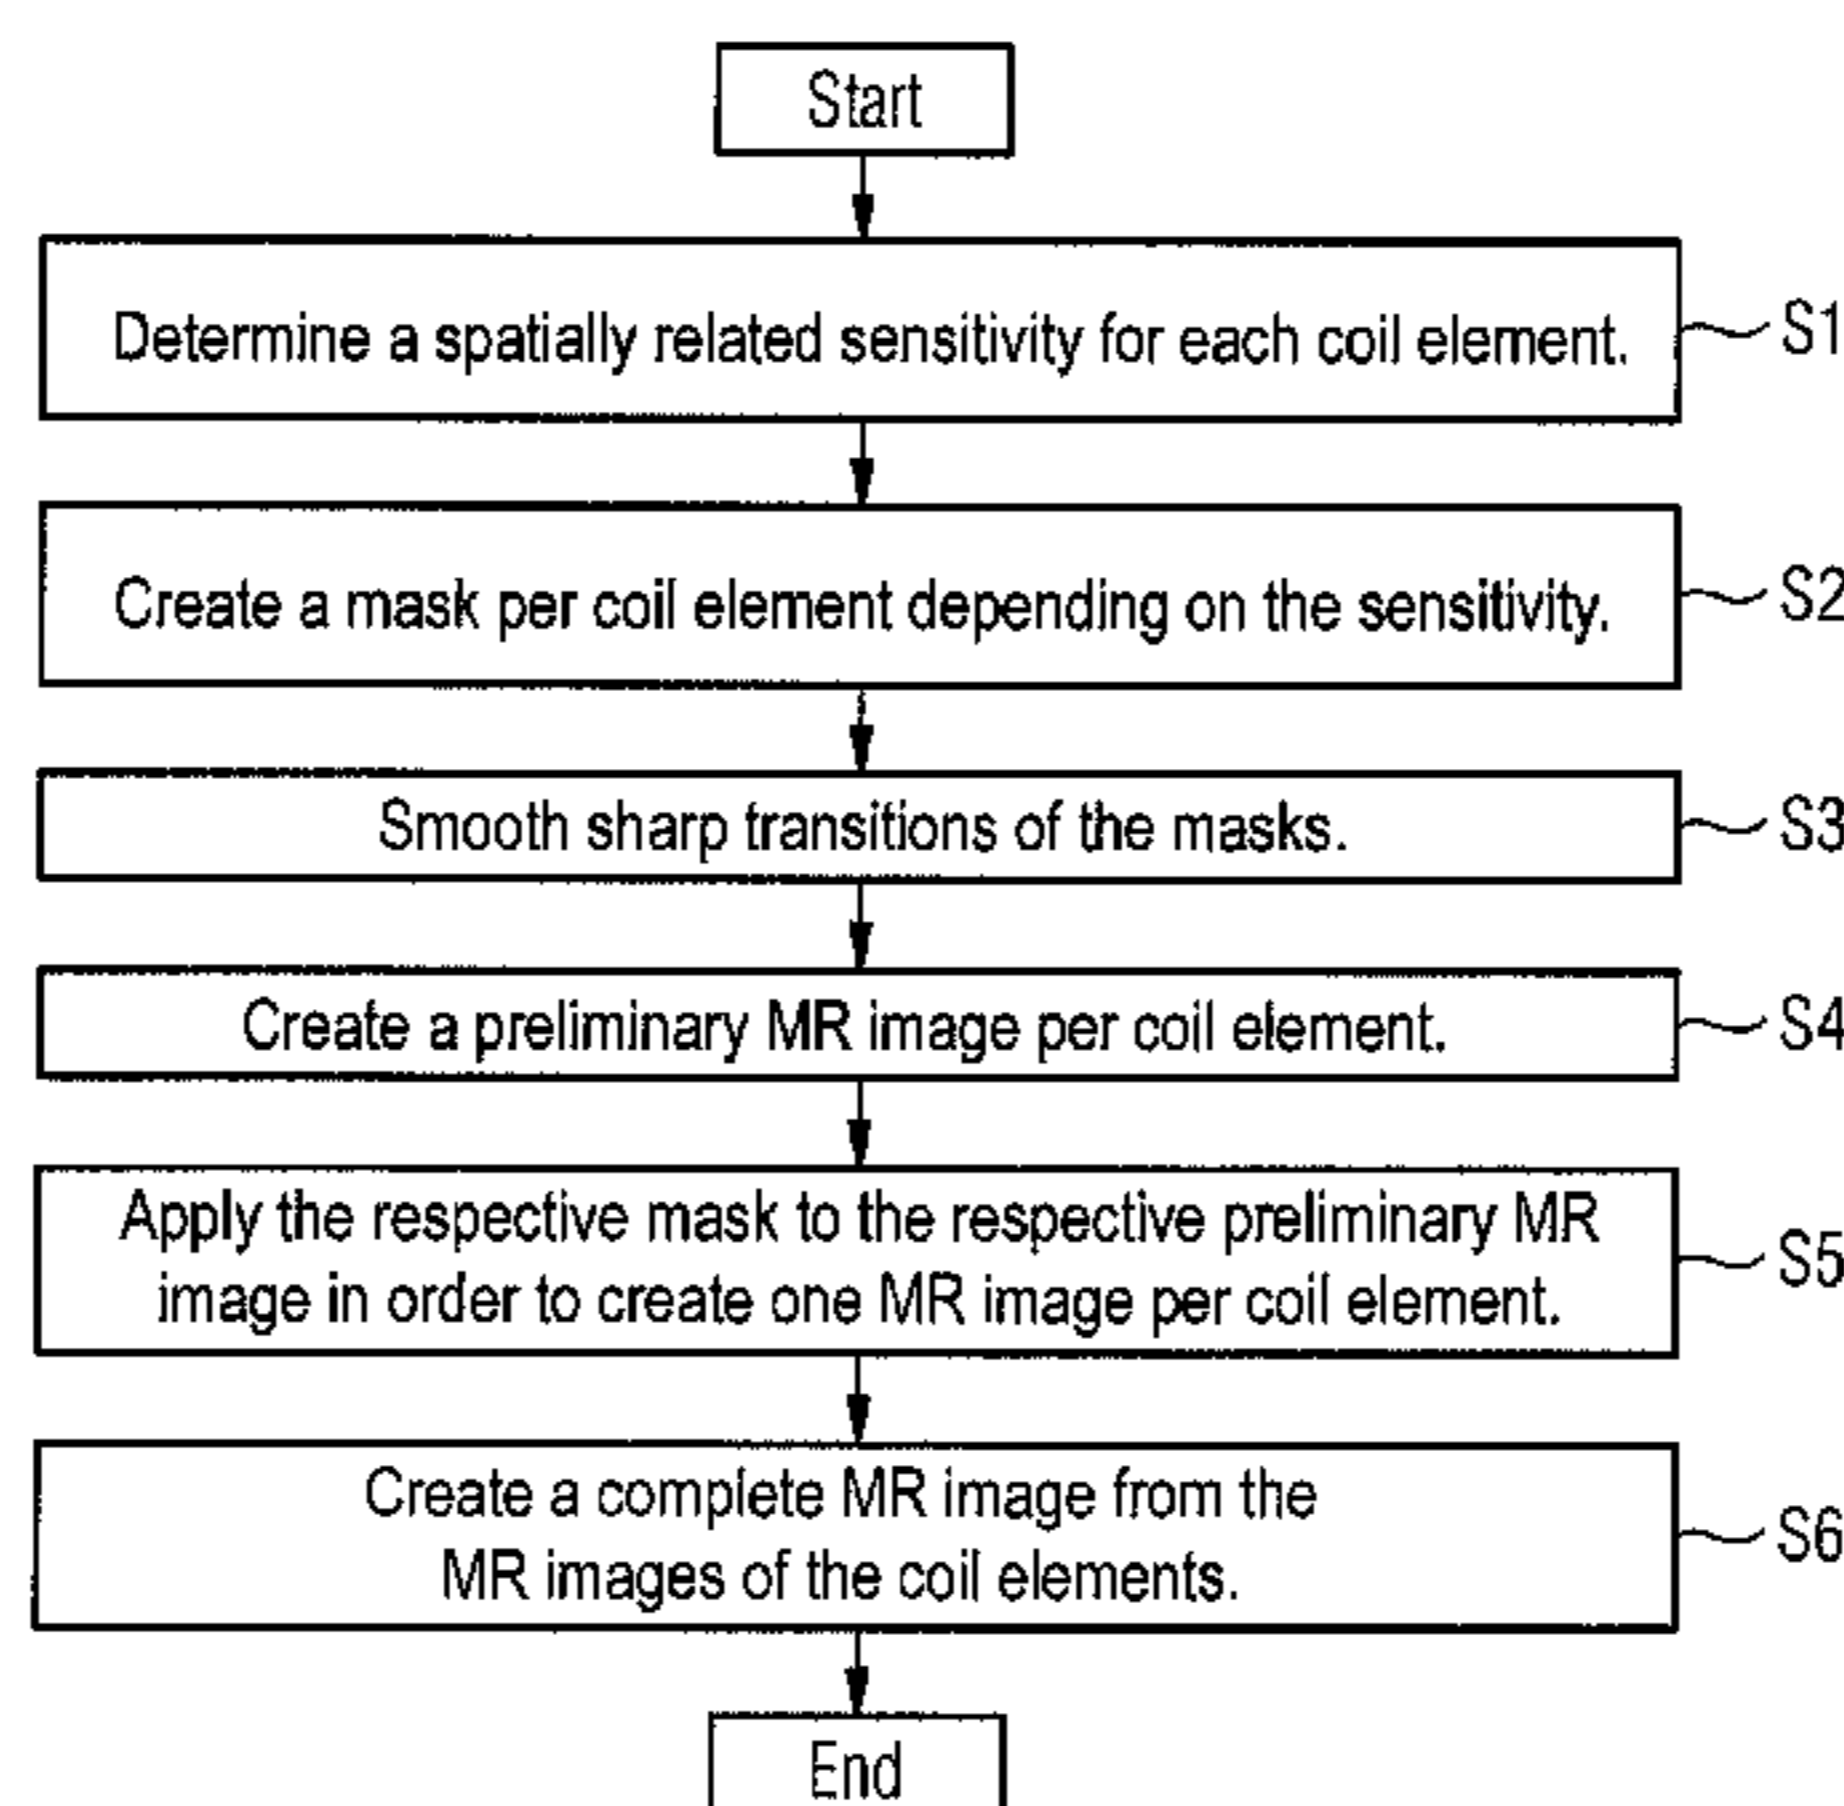 Start
Determine a spatially related sensitivity for each coil element.
S1
Create a mask per coil element depending on the sensitivity.
S2
Smooth sharp transitions of the masks.
S3
Create a preliminary MR image per coil element.
S4
Apply the respective mask to the respective preliminary MR
image in order to create one MR image per coil element.
S5
Create a complete MR image from the
MR images of the coil elements.
S6
End